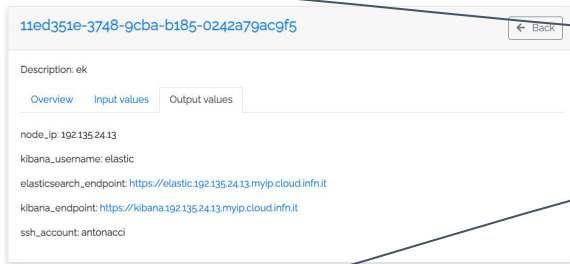 11ed351e-3748-9cba-b185-0242a79ac9f5
← Back
Description: ek
Overview Input values Output values
node_ip: 192.135.24.13
kibana_username: elastic
elasticsearch_endpoint: https://elastic.192.135.24.13.myip.cloud.infn.it
kibana_endpoint: https://kibana.192.135.24.13.myip.cloud.infn.it
ssh_account: antonacci